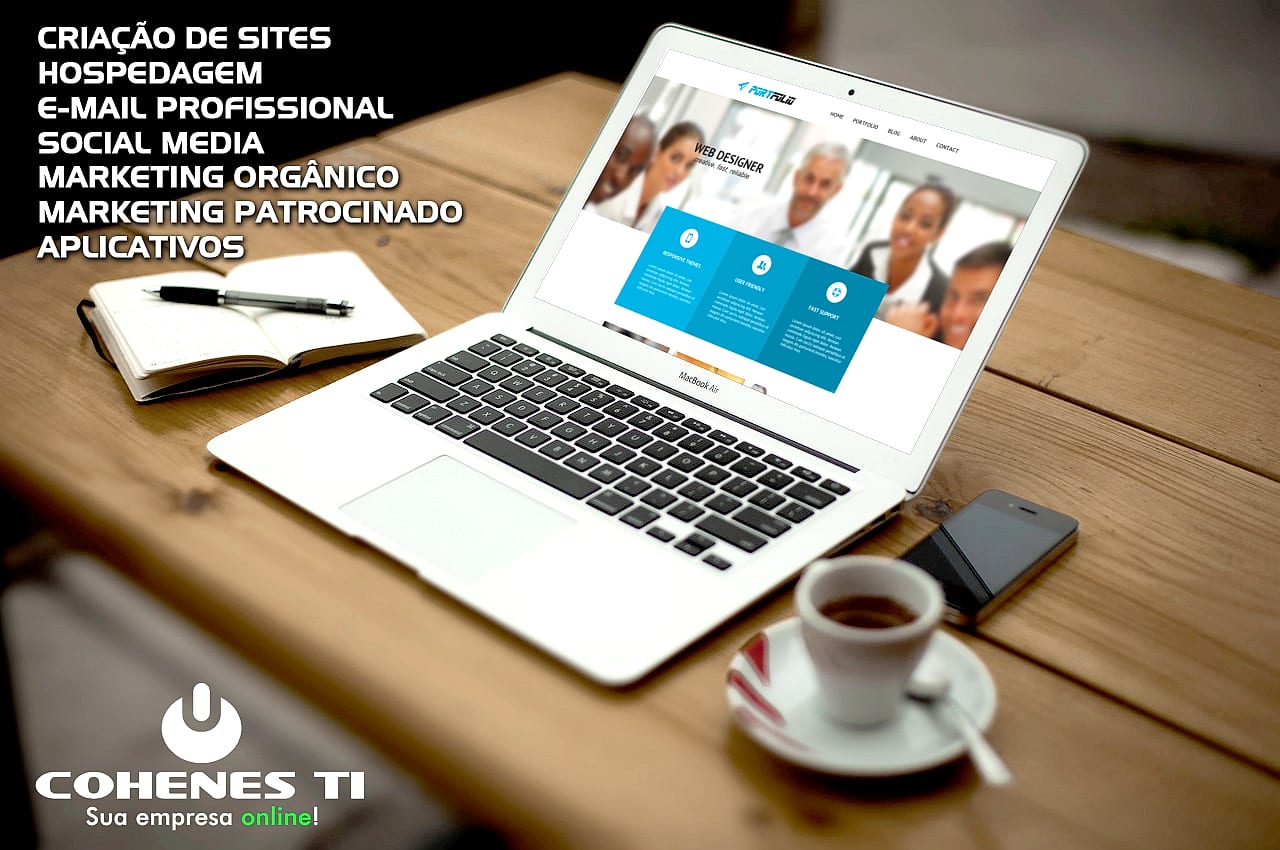 CRIAÇÃO DE SITES
HOSPEDAGEM
E-MAIL PROFISSIONAL
SOCIAL MEDIA
MARKETING ORGÂNICO
MARKETING PATROCINADO
APLICATIVOS
PORTFOLIO
HOME PORTFOLIO BLOG ABOUT CONTACT
WEB DESIGNER
creative, fast, reliable
RESPONSIVE THEMES
USER FRIENDLY
FAST SUPPORT
MacBook Air
COHENES TI
Sua empresa online!